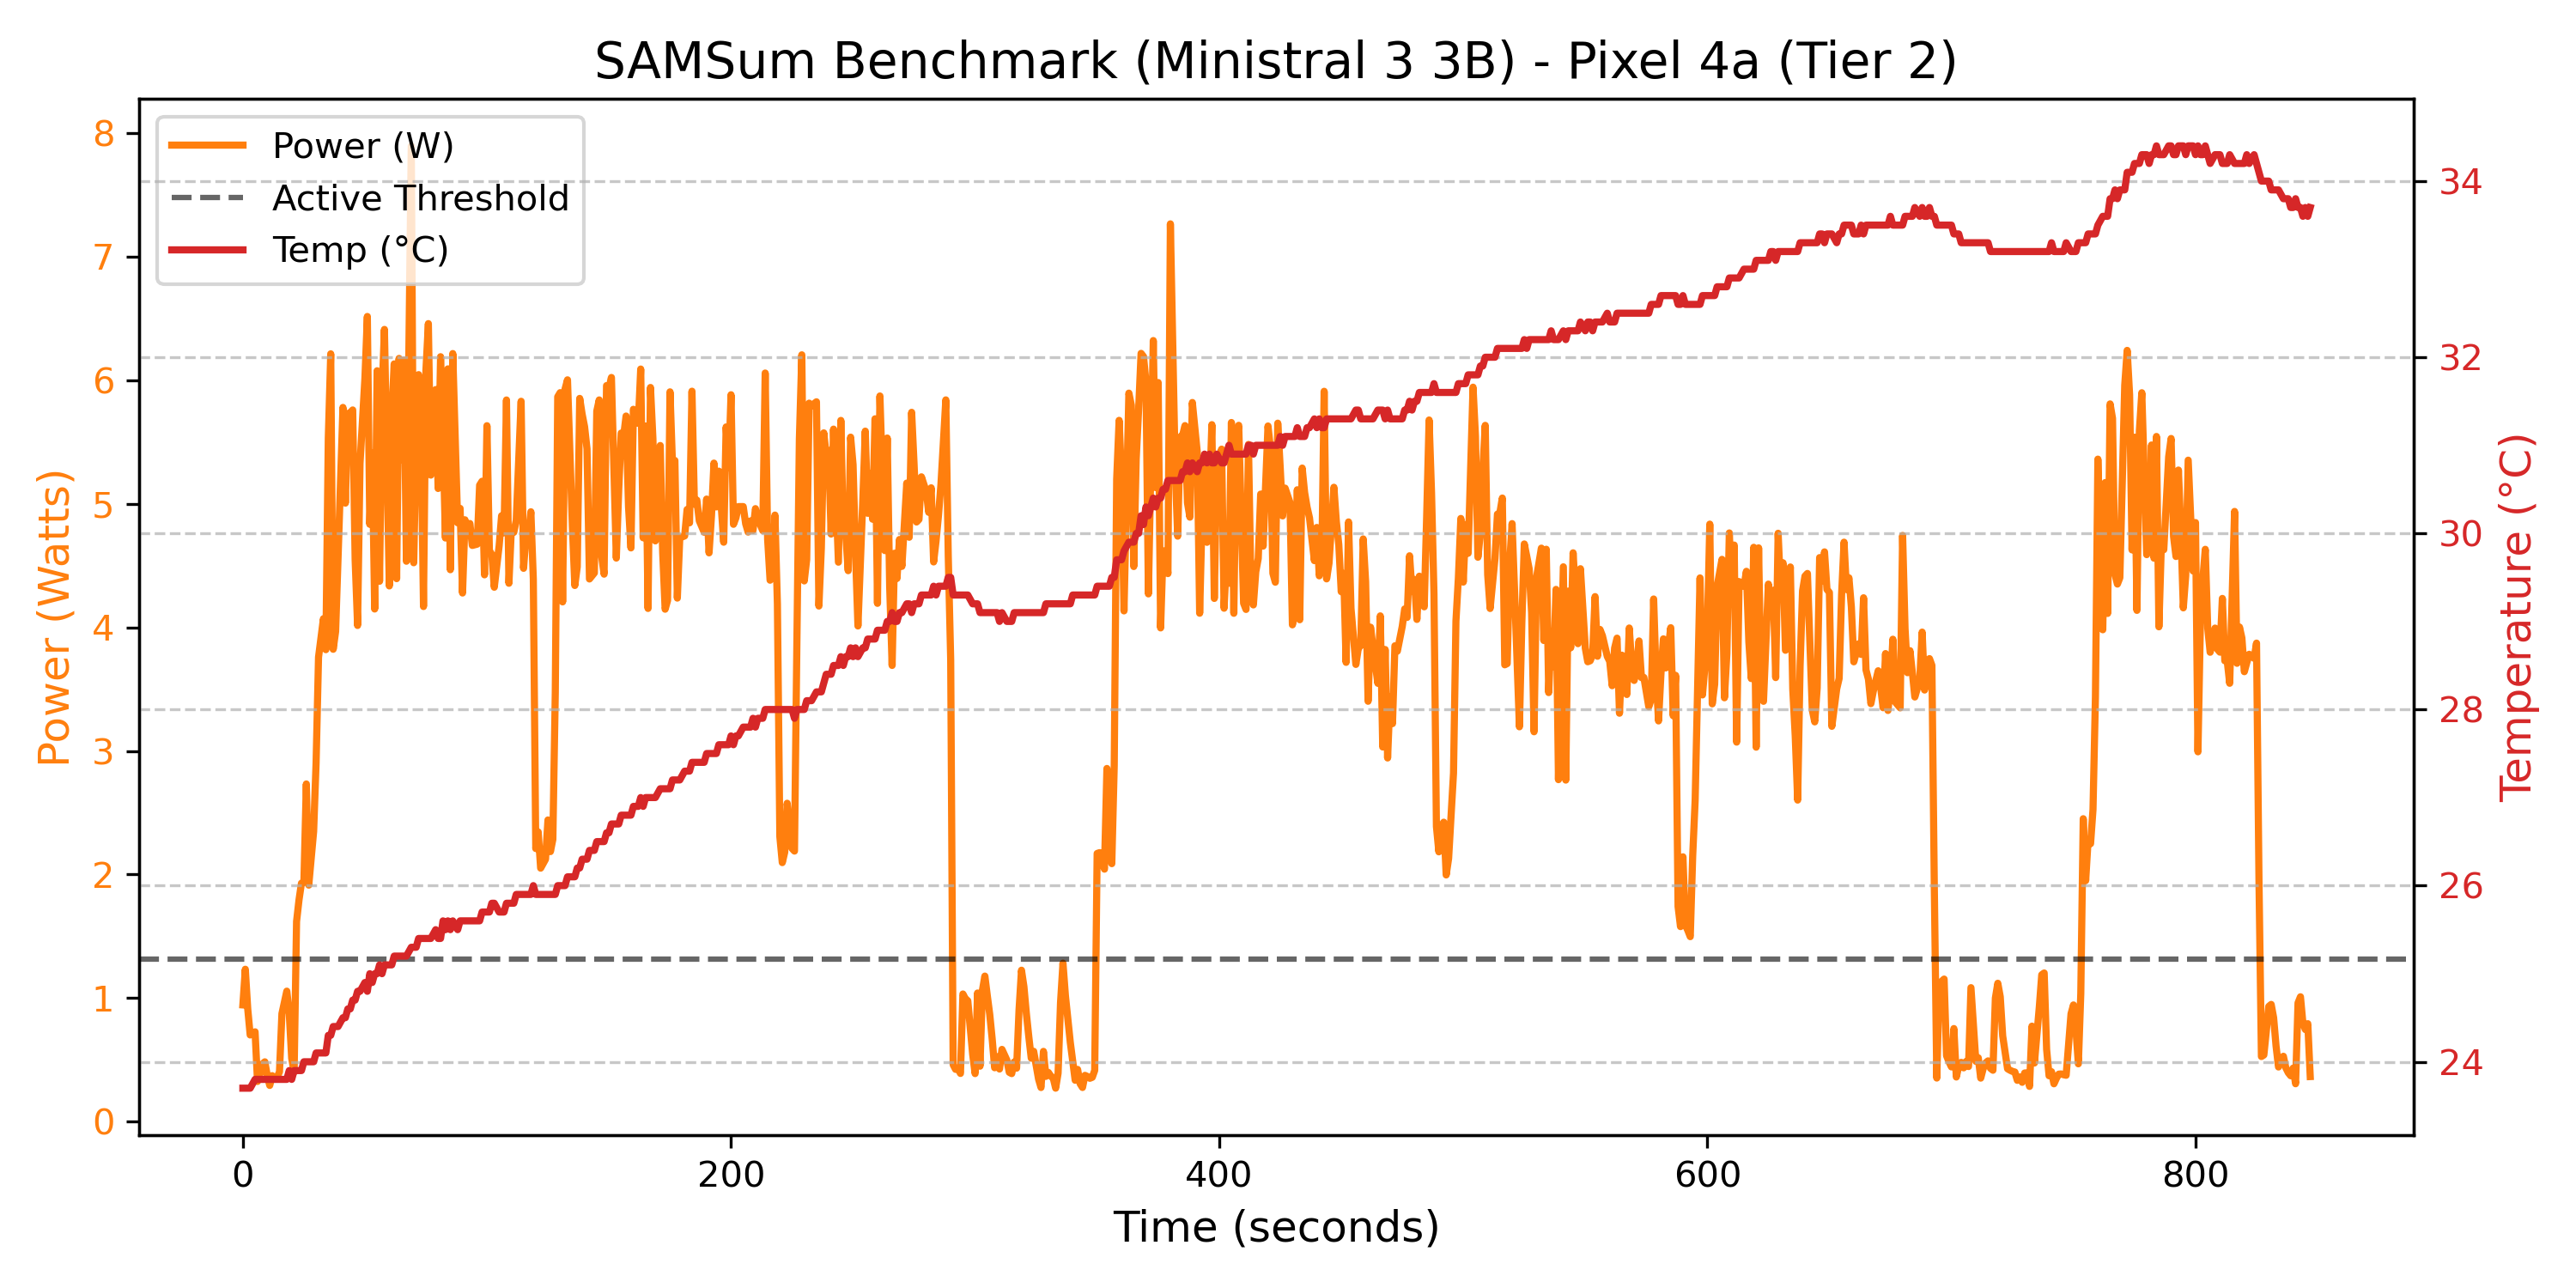 SAMSum Benchmark (Ministral 3 3B) - Pixel 4a (Tier 2)
Power (W)
Active Threshold
Temp (°C)
8
7
6
5
4
3
2
1
0
Power (Watts)
34
32
30
28
26
24
Temperature (°C)
0 200 400 600 800
Time (seconds)